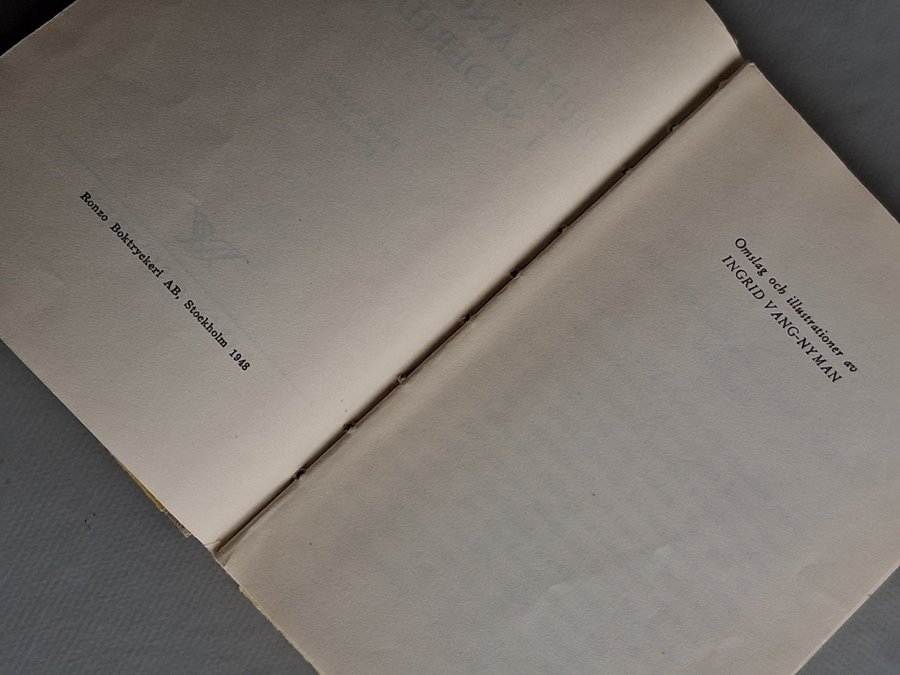 Ronzo Boktryckeri AB, Stockholm 1948
Omslag och illustrationer av
INGRID VANG-NYMAN